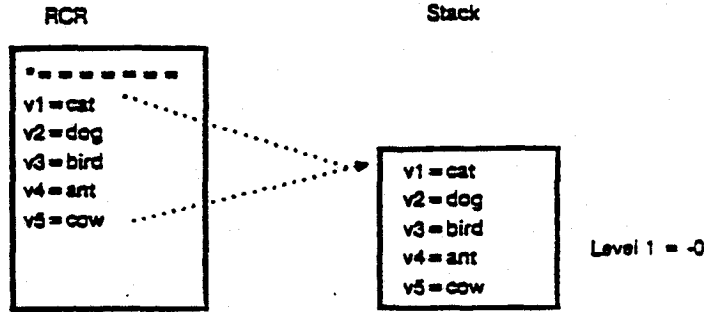 RCR
Stack
*=======
v1=cat
v2=dog
v3=bird
v4=ant
v5=cow
v1=cat
v2=dog
v3=bird
v4=ant
v5=cow
Level 1 = -0